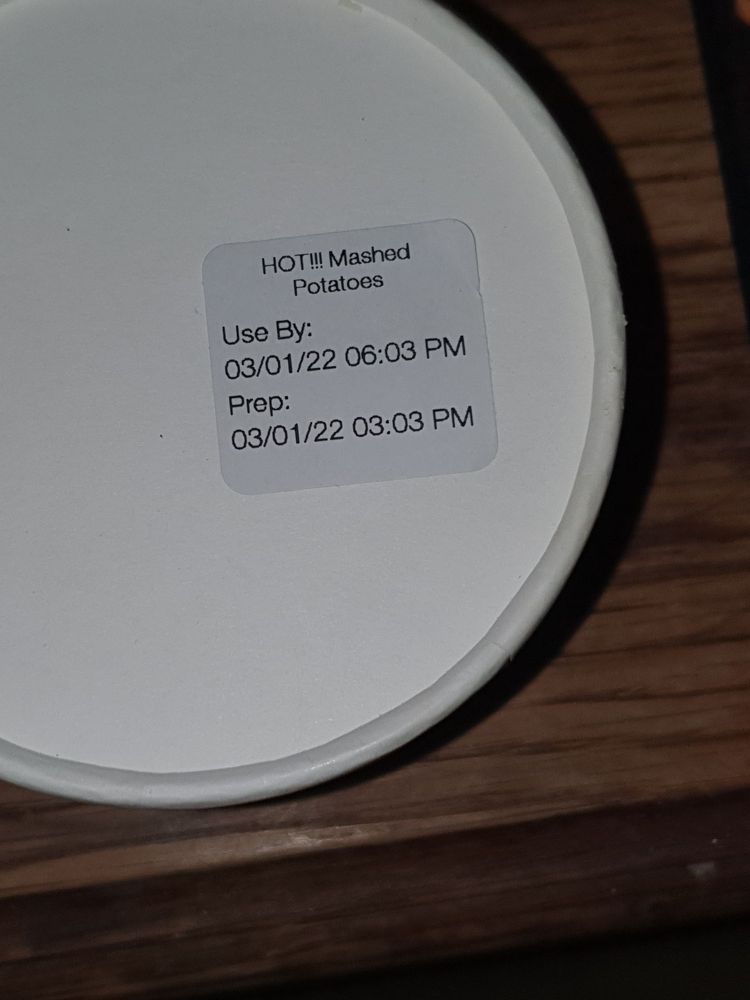 HOT!!! Mashed
Potatoes
Use By:
03/01/22 06:03 PM
Prep:
03/01/22 03:03 PM